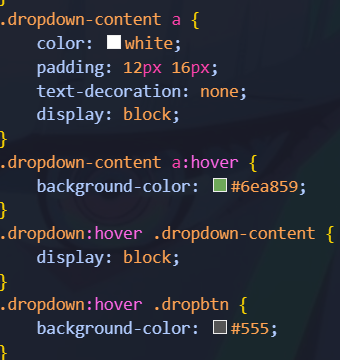 }
.dropdown-content a {
    color: white;
    padding: 12px 16px;
    text-decoration: none;
    display: block;
}
.dropdown-content a:hover {
    background-color: #6ea859;
}
.dropdown:hover .dropdown-content {
    display: block;
}
.dropdown:hover .dropbtn {
    background-color: #555;
}